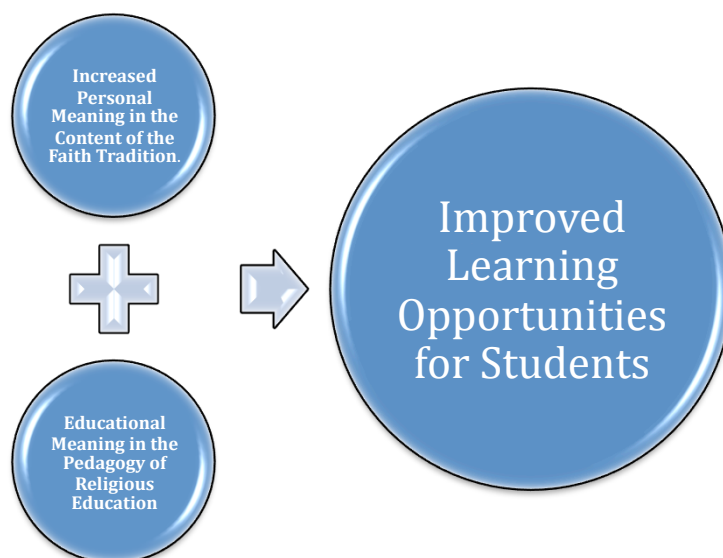 Increased
Personal
Meaning in the
Content of the
Faith Tradition.
Educational
Meaning in the
Pedagogy of
Religious
Education
Improved
Learning
Opportunities
for Students